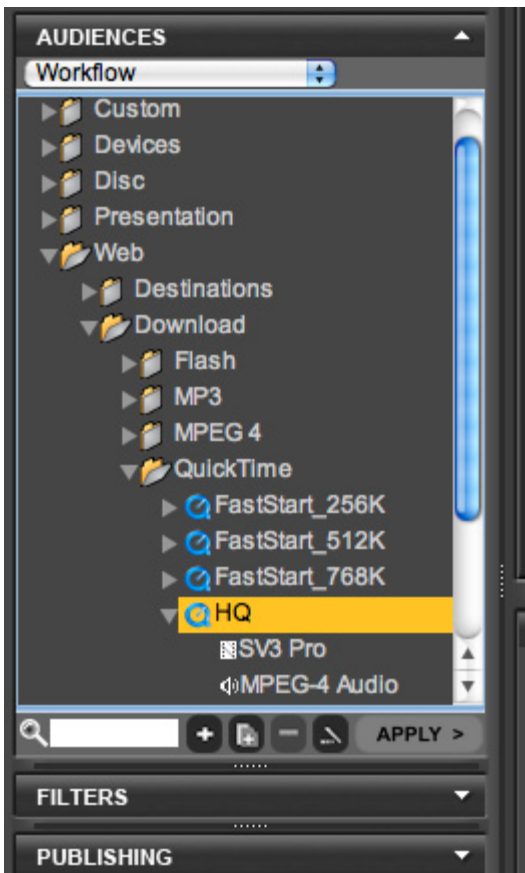 AUDIENCES
Workflow
Custom
Devices
Disc
Presentation
Web
Destinations
Download
Flash
MP3
MPEG 4
QuickTime
FastStart_256K
FastStart_512K
FastStart_768K
HQ
SV3 Pro
MPEG-4 Audio
APPLY >
FILTERS
PUBLISHING